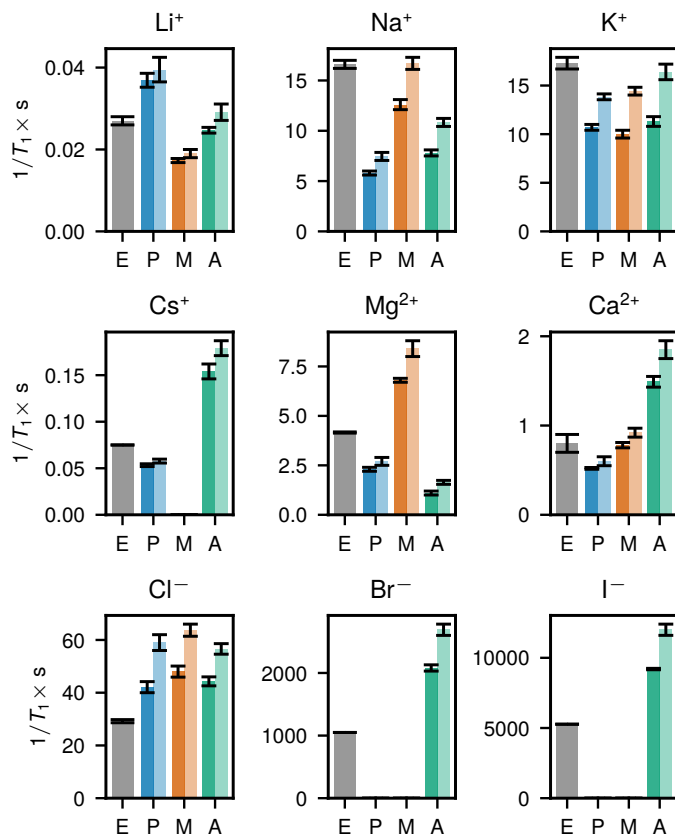 Li⁺ Na⁺ K⁺
1/T₁ × s
0.04
0.02
0.00
15
10
5
0
15
10
5
0
E P M A
E P M A
E P M A
Cs⁺ Mg²⁺ Ca²⁺
1/T₁ × s
0.15
0.10
0.05
0.00
7.5
5.0
2.5
0.0
2
1
0
E P M A
E P M A
E P M A
Cl⁻ Br⁻ I⁻
1/T₁ × s
60
40
20
0
2000
1000
0
10000
5000
0
E P M A
E P M A
E P M A